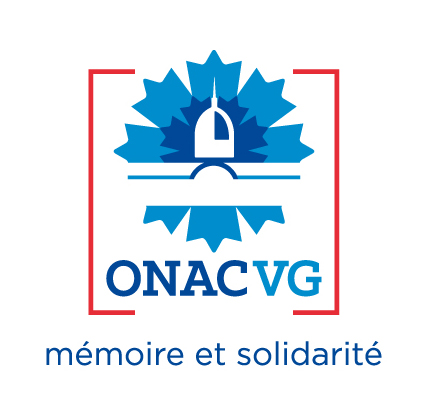 ONACVG
mémoire et solidarité